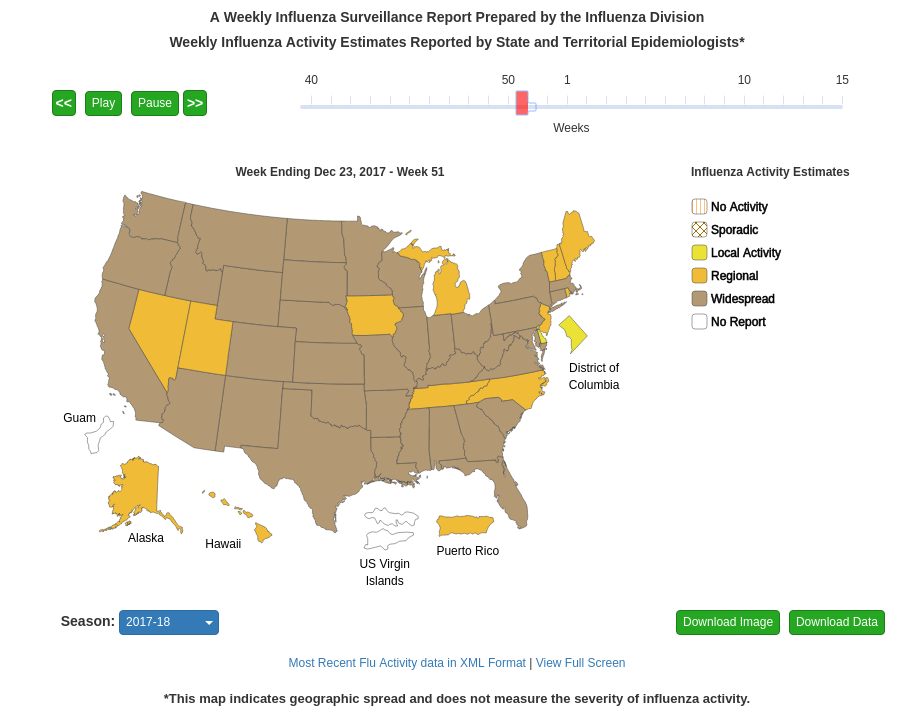 A Weekly Influenza Surveillance Report Prepared by the Influenza Division
Weekly Influenza Activity Estimates Reported by State and Territorial Epidemiologists*
40 50 1 10 15
<< Play Pause >>
Weeks
Week Ending Dec 23, 2017 - Week 51
Influenza Activity Estimates
No Activity
Sporadic
Local Activity
Regional
Widespread
No Report
District of
Columbia
Guam
Alaska
Hawaii
Puerto Rico
US Virgin
Islands
Season: 2017-18
Download Image Download Data
Most Recent Flu Activity data in XML Format | View Full Screen
*This map indicates geographic spread and does not measure the severity of influenza activity.